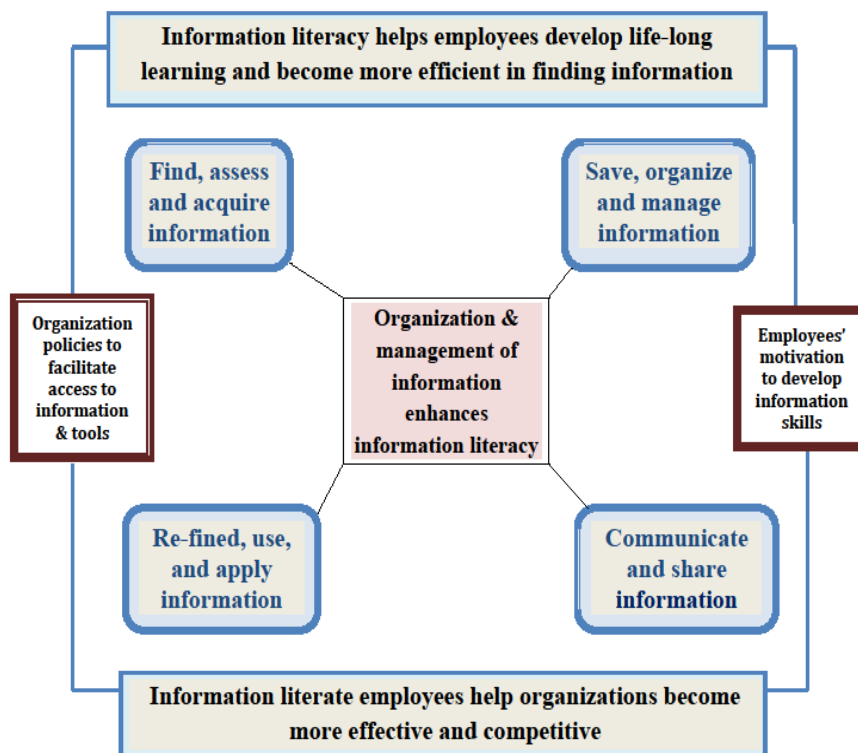 Information literacy helps employees develop life-long
learning and become more efficient in finding information
Find, assess
and acquire
information
Save, organize
and manage
information
Organization
policies to
facilitate
access to
information
& tools
Organization &
management of
information
enhances
information literacy
Employees’
motivation
to develop
information
skills
Re-fined, use,
and apply
information
Communicate
and share
information
Information literate employees help organizations become
more effective and competitive